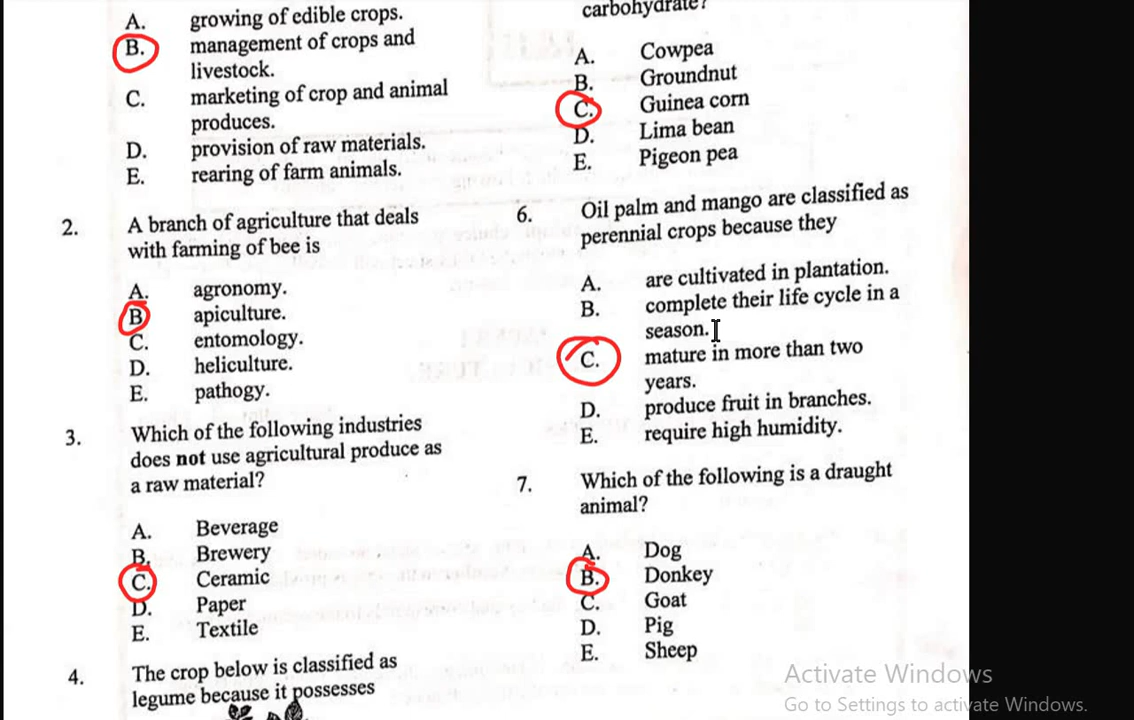 A. growing of edible crops.
B. management of crops and
livestock.
C. marketing of crop and animal
produces.
D. provision of raw materials.
E. rearing of farm animals.
2. A branch of agriculture that deals
with farming of bee is
A. agronomy.
B apiculture.
C. entomology.
D. heliculture.
E. pathogy.
3. Which of the following industries
does not use agricultural produce as
a raw material?
A. Beverage
B. Brewery
C. Ceramic
D. Paper
E. Textile
4. The crop below is classified as
legume because it possesses
carbohydrate?
A. Cowpea
B. Groundnut
C. Guinea corn
D. Lima bean
E. Pigeon pea
6. Oil palm and mango are classified as
perennial crops because they
A. are cultivated in plantation.
B. complete their life cycle in a
season.
C. mature in more than two
years.
D. produce fruit in branches.
E. require high humidity.
7. Which of the following is a draught
animal?
A. Dog
B. Donkey
C. Goat
D. Pig
E. Sheep
Activate Windows
Go to Settings to activate Windows.